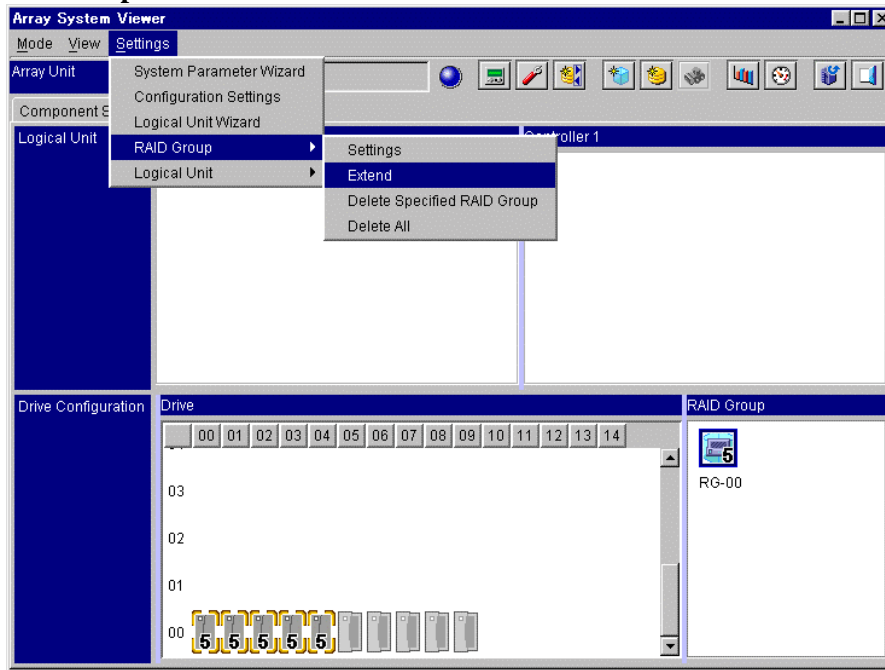 Array System Viewer
Mode View Settings
Array Unit
System Parameter Wizard
Configuration Settings
Logical Unit Wizard
RAID Group
Logical Unit
Settings
Extend
Delete Specified RAID Group
Delete All
Component S
Logical Unit
Controller 1
Drive Configuration
Drive
RAID Group
00 01 02 03 04 05 06 07 08 09 10 11 12 13 14
03
02
01
00
5 5 5 5 5
5
RG-00